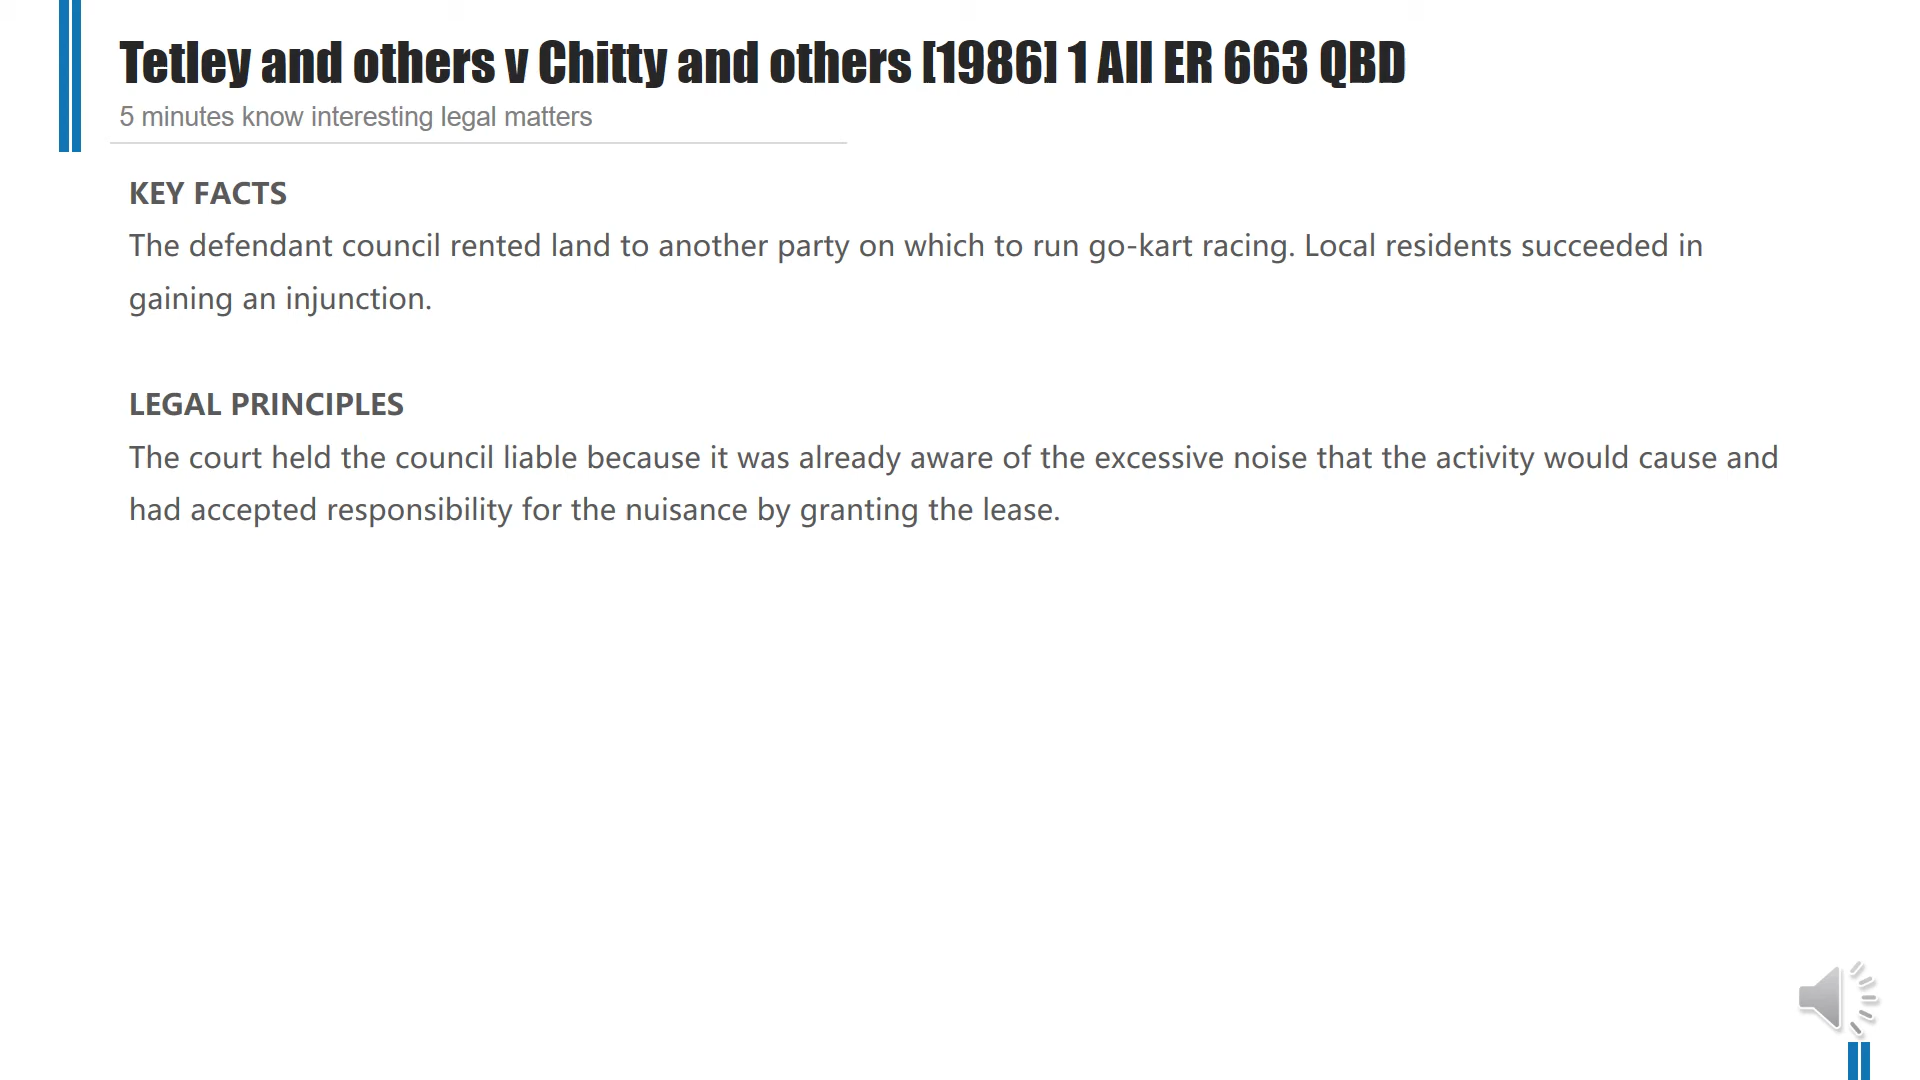 Tetley and others v Chitty and others [1986] 1 All ER 663 QBD
5 minutes know interesting legal matters
KEY FACTS
The defendant council rented land to another party on which to run go-kart racing. Local residents succeeded in
gaining an injunction.
LEGAL PRINCIPLES
The court held the council liable because it was already aware of the excessive noise that the activity would cause and
had accepted responsibility for the nuisance by granting the lease.